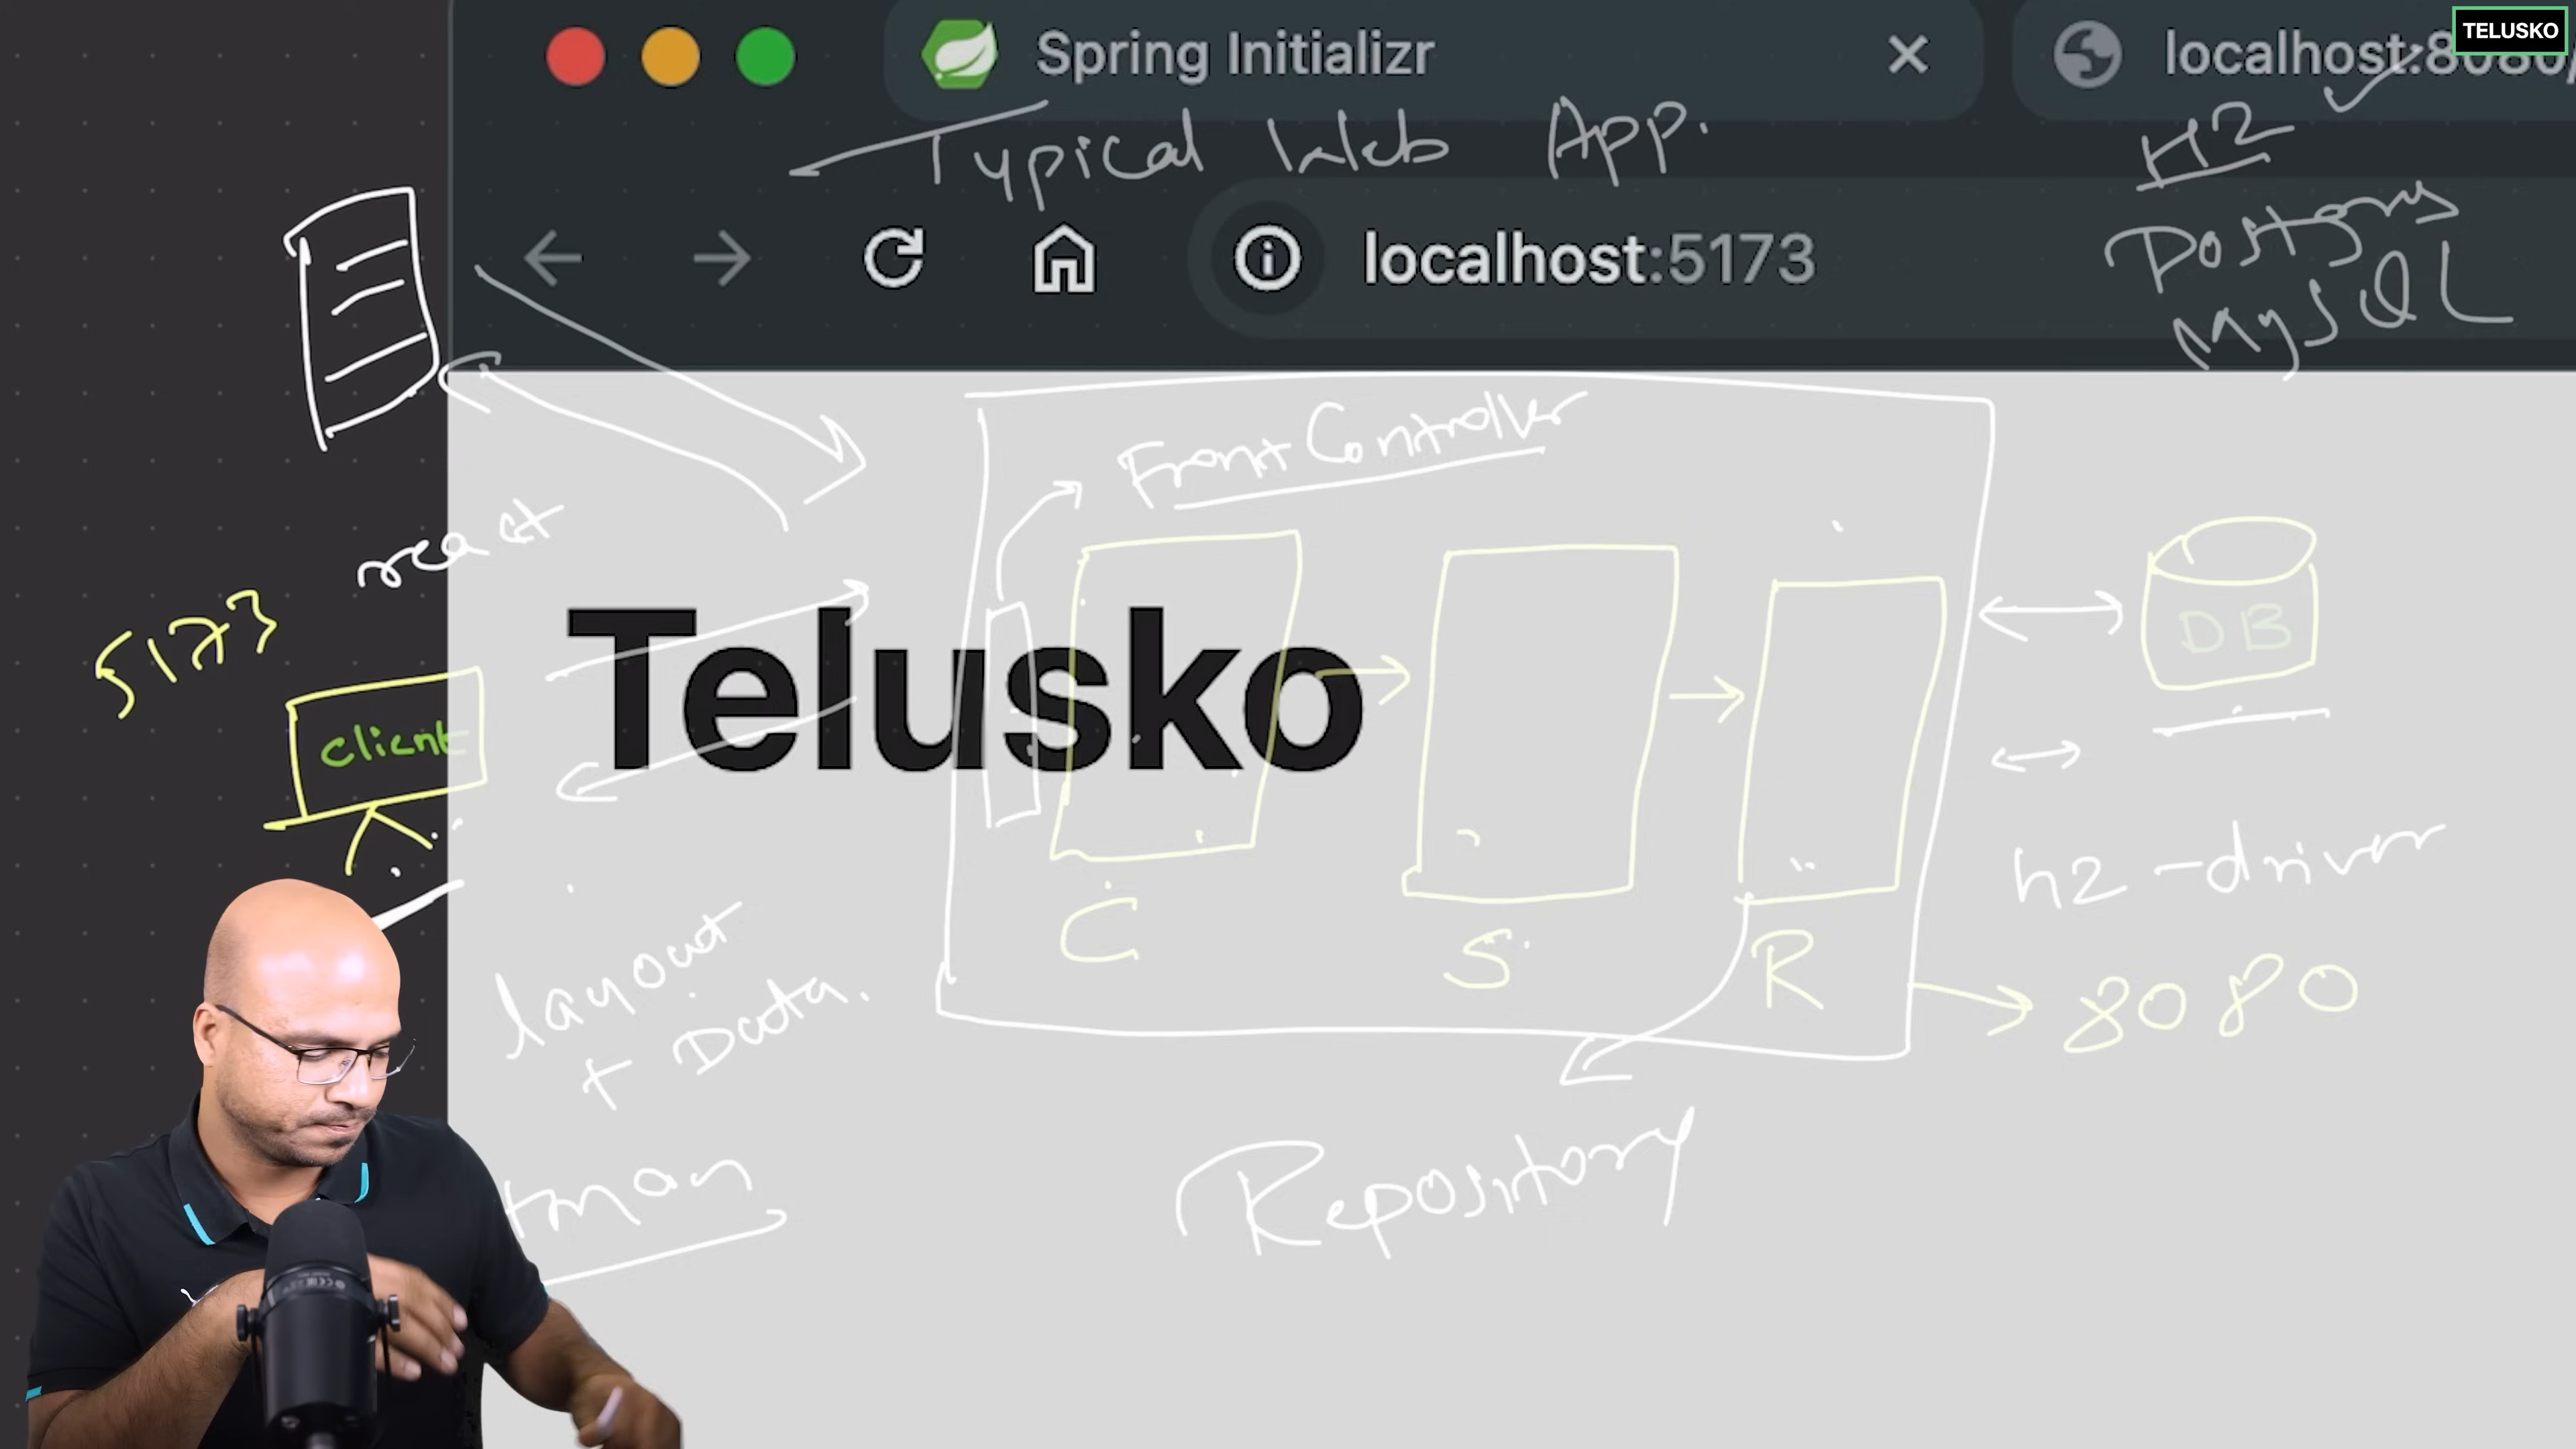 TELUSKO
Spring Initializr
localhost:8080/
Typical Web App.
H2
Postgres
MySQL
localhost:5173
Front Controller
react
5173
Telusko
DB
client
h2-driver
C
S
R
8080
layout
+ Data.
tman
Repository